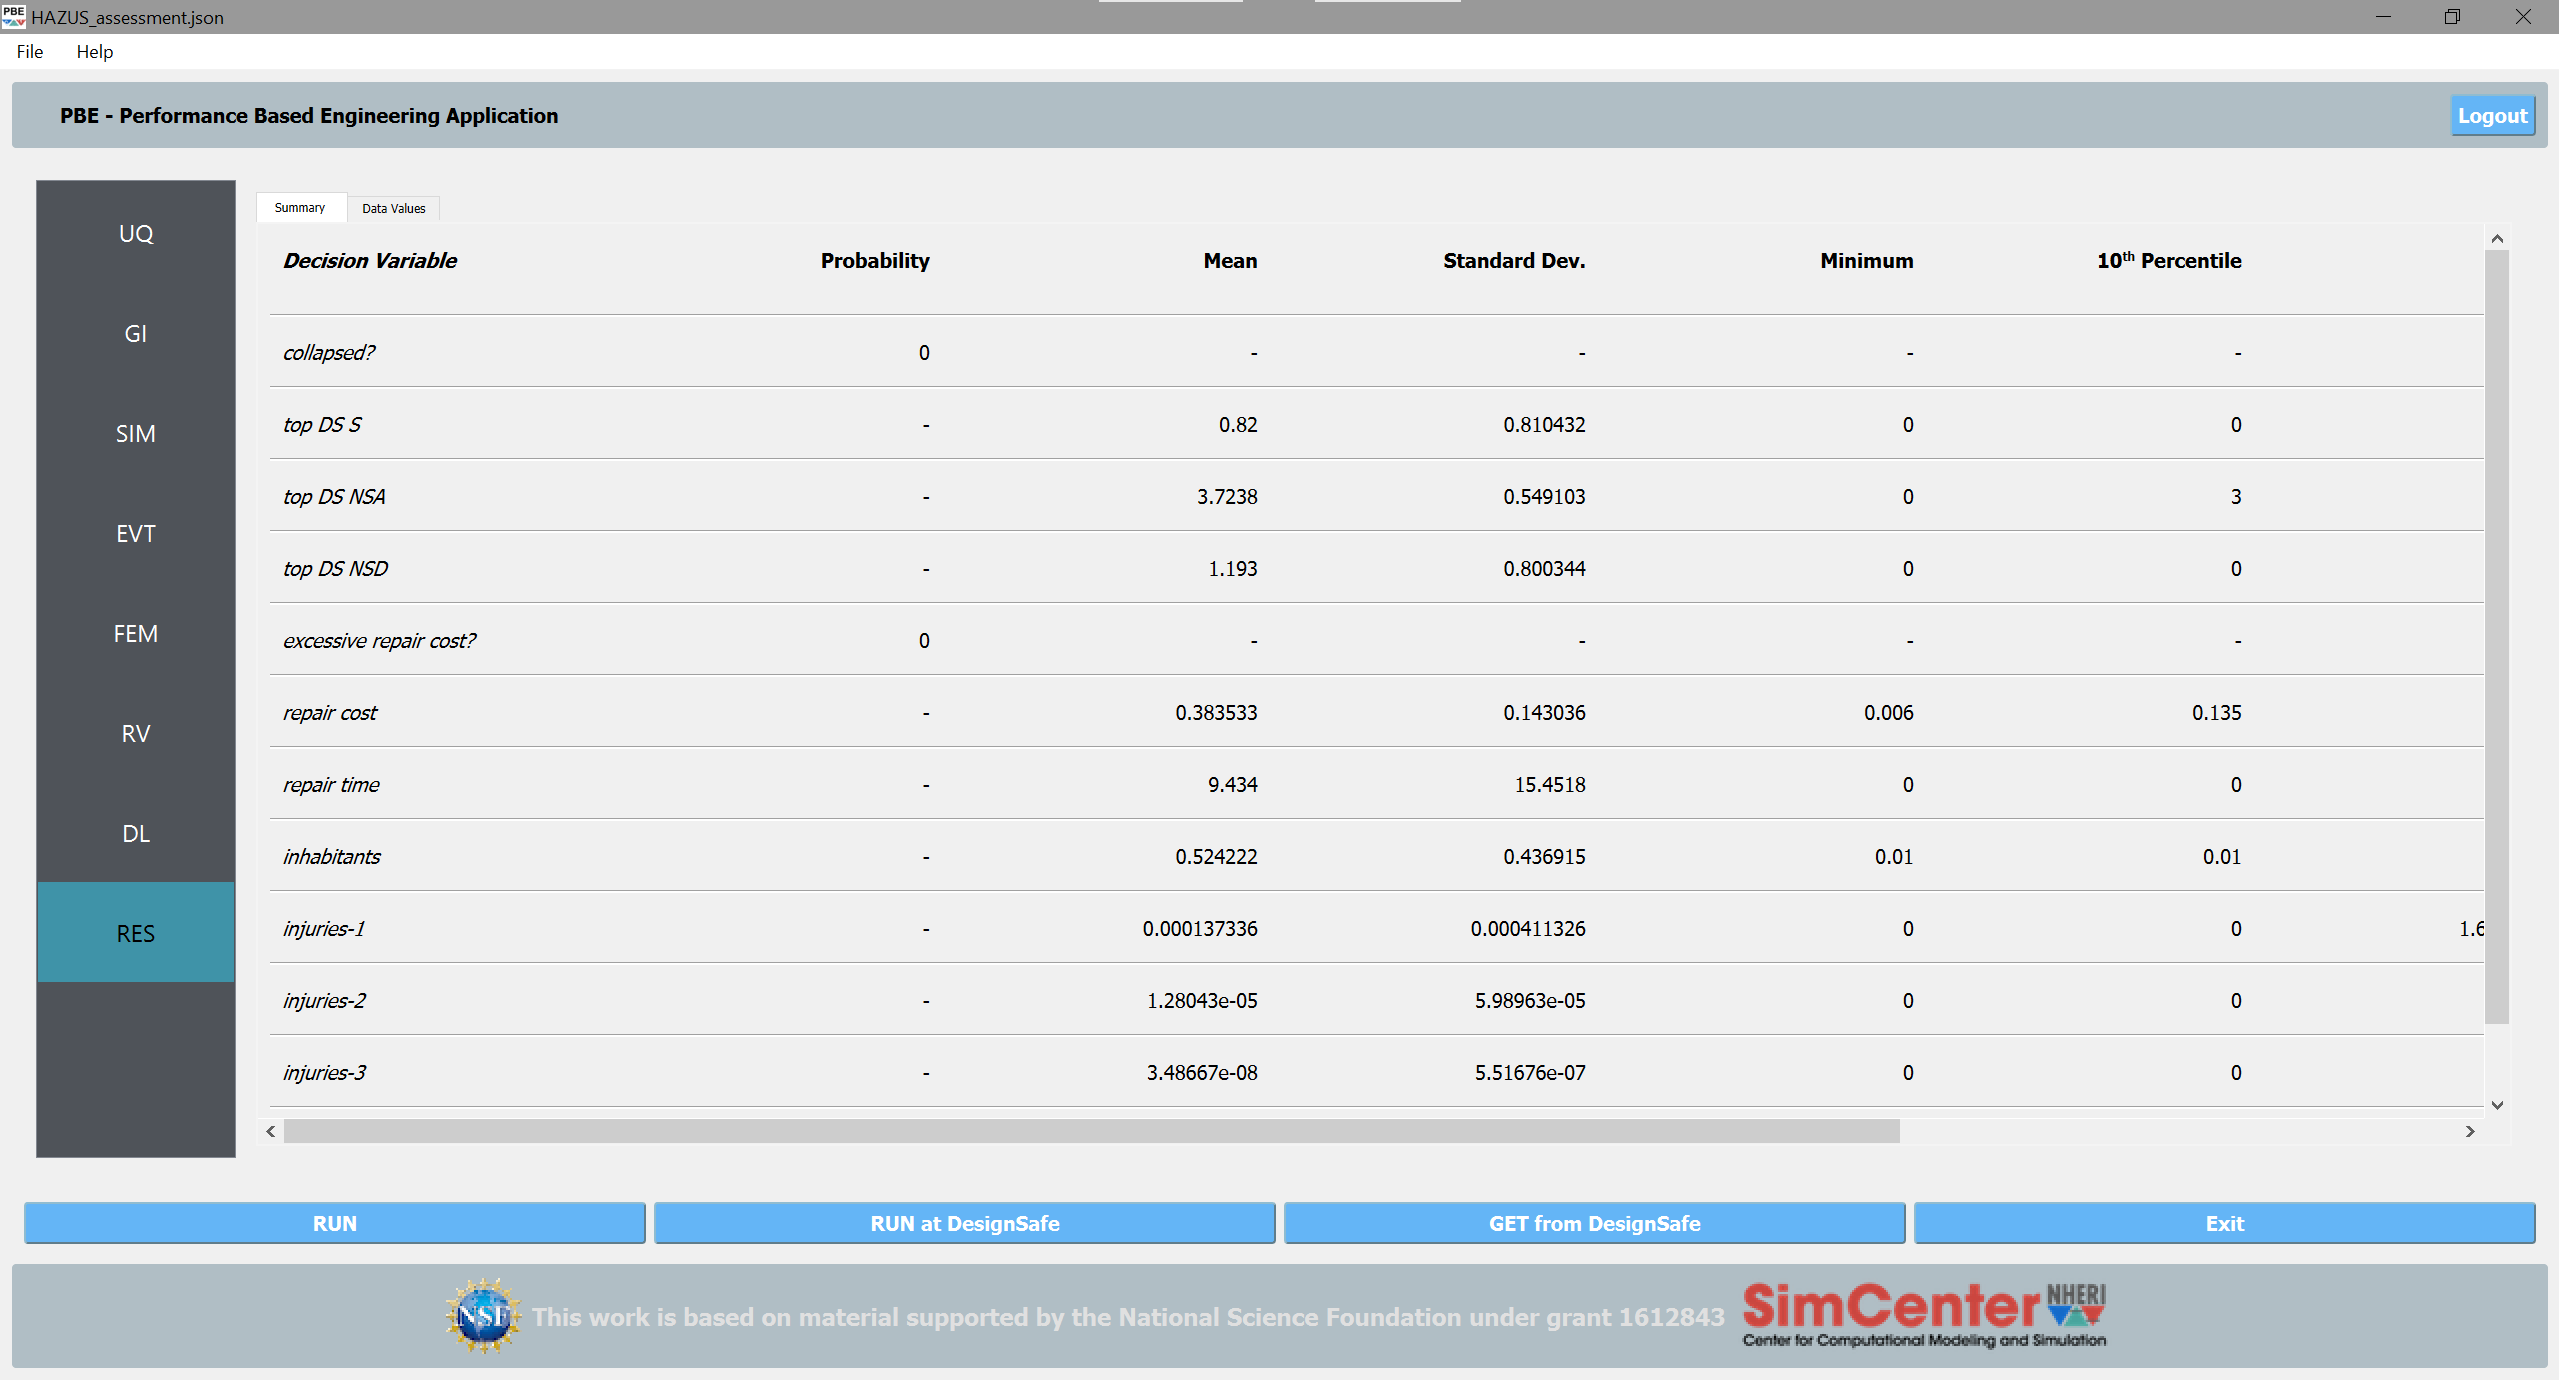 PBE HAZUS_assessment.json
File Help
PBE - Performance Based Engineering Application
Logout
UQ
GI
SIM
EVT
FEM
RV
DL
RES
Summary Data Values
Decision Variable Probability Mean Standard Dev. Minimum 10th Percentile
collapsed? 0 - - - -
top DS S - 0.82 0.810432 0 0
top DS NSA - 3.7238 0.549103 0 3
top DS NSD - 1.193 0.800344 0 0
excessive repair cost? 0 - - - -
repair cost - 0.383533 0.143036 0.006 0.135
repair time - 9.434 15.4518 0 0
inhabitants - 0.524222 0.436915 0.01 0.01
injuries-1 - 0.000137336 0.000411326 0 0 1.6
injuries-2 - 1.28043e-05 5.98963e-05 0 0
injuries-3 - 3.48667e-08 5.51676e-07 0 0
RUN RUN at DesignSafe GET from DesignSafe Exit
NSF This work is based on material supported by the National Science Foundation under grant 1612843 SimCenter NHERI
Center for Computational Modeling and Simulation